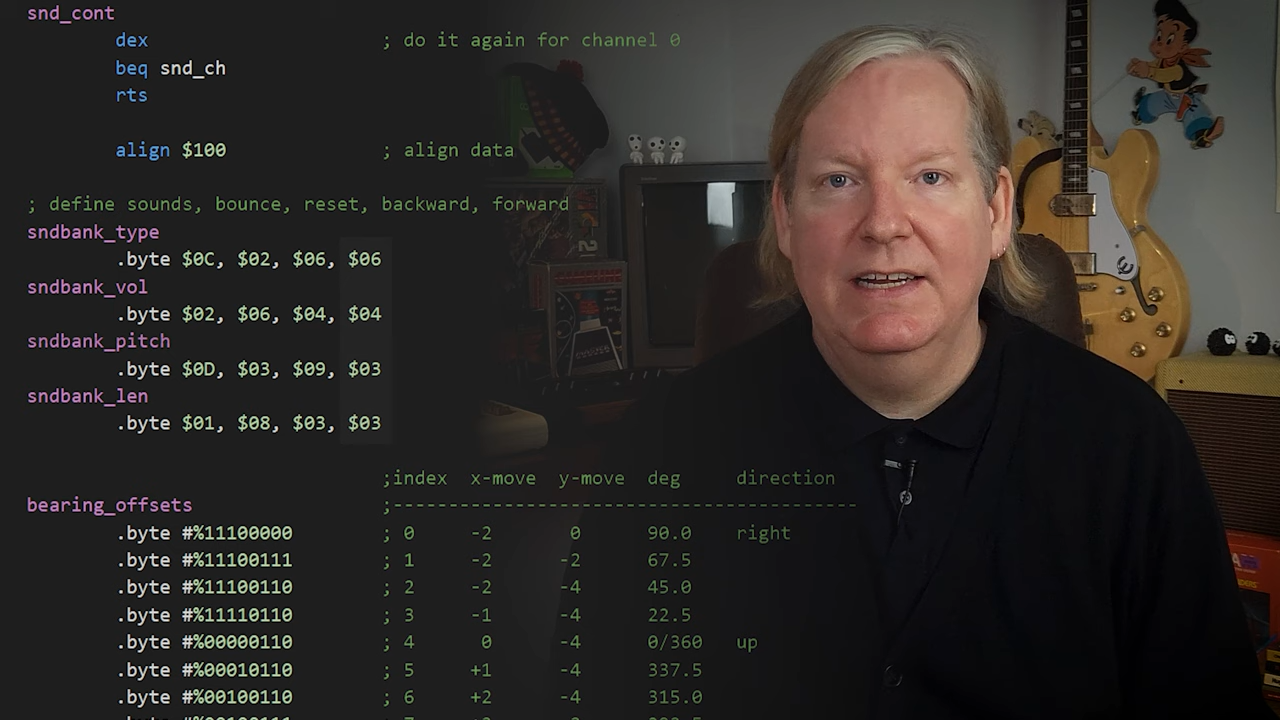 snd_cont
dex ; do it again for channel 0
beq snd_ch
rts
align $100 ; align data
; define sounds, bounce, reset, backward, forward
sndbank_type
.byte $0C, $02, $06, $06
sndbank_vol
.byte $02, $06, $04, $04
sndbank_pitch
.byte $0D, $03, $09, $03
sndbank_len
.byte $01, $08, $03, $03
;index x-move y-move deg direction
bearing_offsets ;------------------------------------------
.byte #%11100000 ; 0 -2 0 90.0 right
.byte #%11100111 ; 1 -2 -2 67.5
.byte #%11100110 ; 2 -2 -4 45.0
.byte #%11110110 ; 3 -1 -4 22.5
.byte #%00000110 ; 4 0 -4 0/360 up
.byte #%00010110 ; 5 +1 -4 337.5
.byte #%00100110 ; 6 +2 -4 315.0